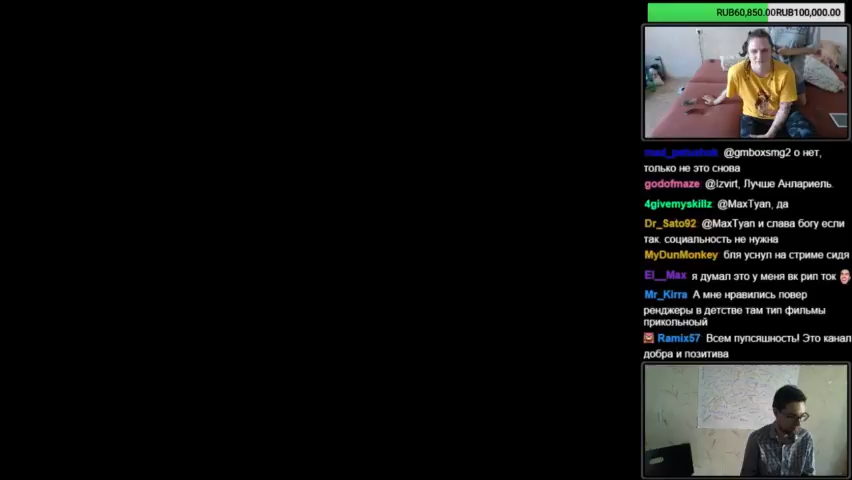 RUB60,850.00RUB100,000.00
@gmboxsmg2 о нет,
только не это снова
godofmaze @Izvirt, Лучше Анлариель.
4givemyskillz @MaxTyan, да
Dr_Sato92 @MaxTyan и слава богу если
так. социальность не нужна
MyDunMonkey бля уснул на стриме сидя
El__Max я думал это у меня вк рип ток
Mr_Kirra А мне нравились повер
ренджеры в детстве там тип фильмы
прикольноый
Ramix57 Всем пупсяшность! Это канал
добра и позитива